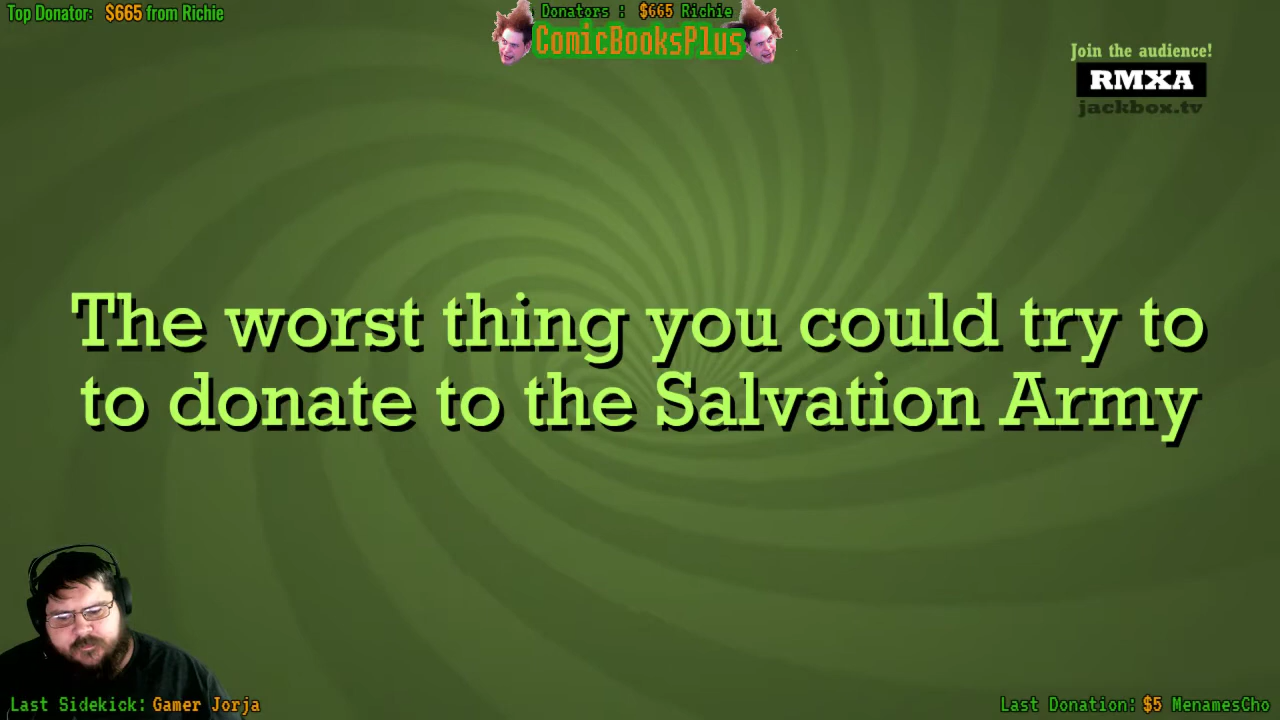 Top Donator: $665 from Richie
Donators : $665 Richie
ComicBooksPlus
Join the audience!
RMXA
jackbox.tv
The worst thing you could try to
to donate to the Salvation Army
Last Sidekick: Gamer Jorja
Last Donation: $5 MenamesCho